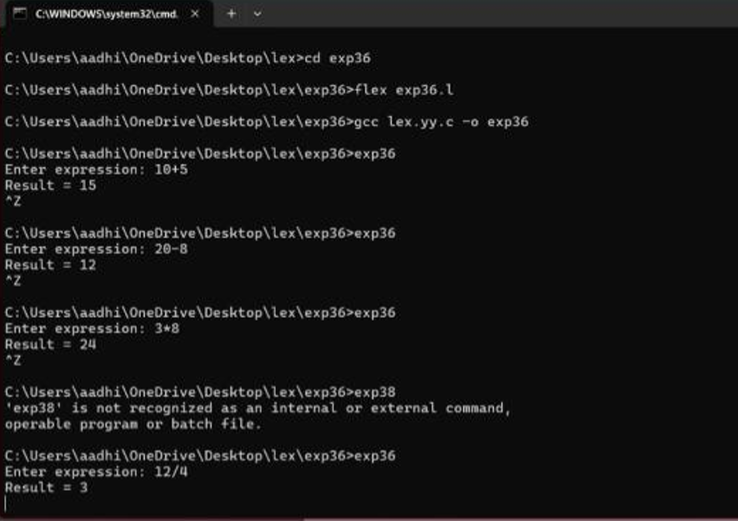 C:\WINDOWS\system32\cmd.
C:\Users\aadhi\OneDrive\Desktop\lex>cd exp36
C:\Users\aadhi\OneDrive\Desktop\lex\exp36>flex exp36.l
C:\Users\aadhi\OneDrive\Desktop\lex\exp36>gcc lex.yy.c -o exp36
C:\Users\aadhi\OneDrive\Desktop\lex\exp36>exp36
Enter expression: 10+5
Result = 15
^Z
C:\Users\aadhi\OneDrive\Desktop\lex\exp36>exp36
Enter expression: 20-8
Result = 12
^Z
C:\Users\aadhi\OneDrive\Desktop\lex\exp36>exp36
Enter expression: 3*8
Result = 24
^Z
C:\Users\aadhi\OneDrive\Desktop\lex\exp36>exp38
'exp38' is not recognized as an internal or external command,
operable program or batch file.
C:\Users\aadhi\OneDrive\Desktop\lex\exp36>exp36
Enter expression: 12/4
Result = 3